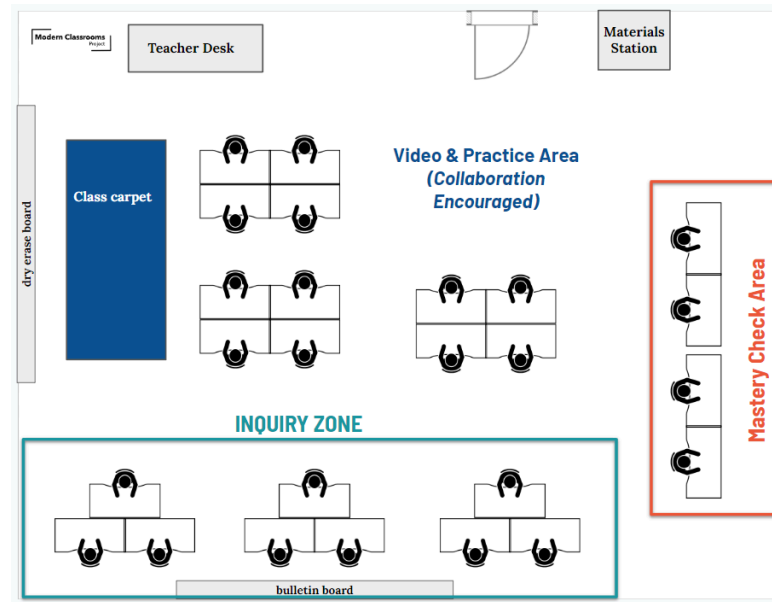 Modern Classrooms
Project
Teacher Desk
Materials
Station
Video & Practice Area
(Collaboration
Encouraged)
Class carpet
dry erase board
Mastery Check Area
INQUIRY ZONE
bulletin board